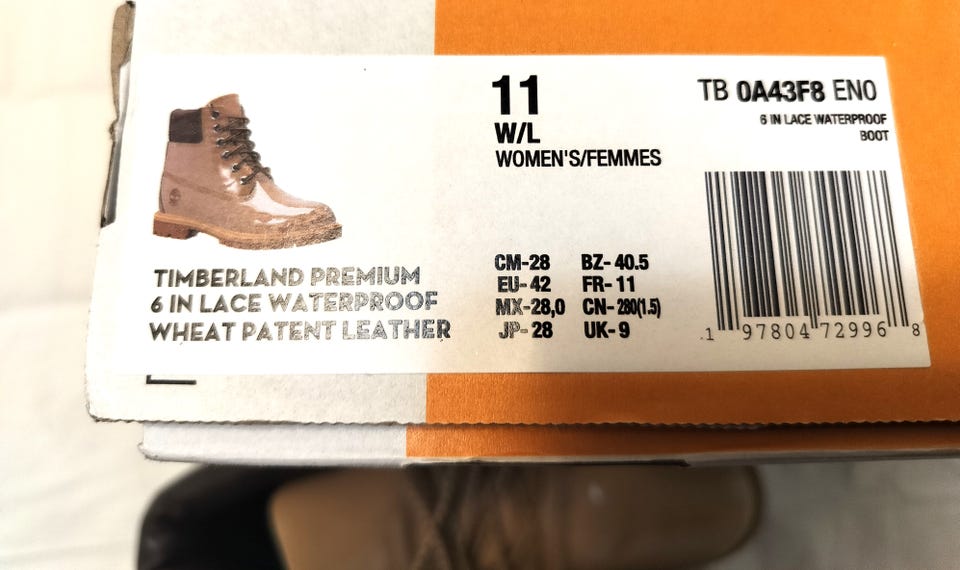 11
W/L
WOMEN'S/FEMMES
TB 0A43F8 EN0
6 IN LACE WATERPROOF
BOOT
TIMBERLAND PREMIUM
6 IN LACE WATERPROOF
WHEAT PATENT LEATHER
CM-28 BZ-40.5
EU-42 FR-11
MX-28,0 CN-280(1.5)
JP-28 UK-9
1 97804 72996 8